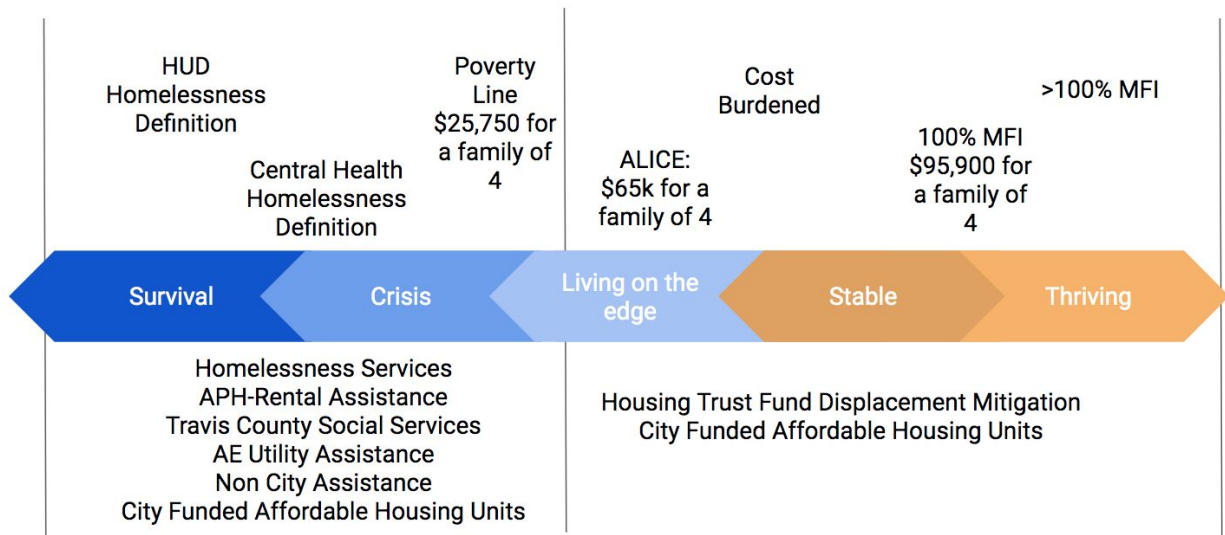 HUD
Homelessness
Definition
Central Health
Homelessness
Definition
Poverty
Line
$25,750 for
a family of
4
ALICE:
$65k for a
family of 4
Cost
Burdened
100% MFI
$95,900 for
a family of
4
>100% MFI
Survival
Crisis
Living on the
edge
Stable
Thriving
Homelessness Services
APH-Rental Assistance
Travis County Social Services
AE Utility Assistance
Non City Assistance
City Funded Affordable Housing Units
Housing Trust Fund Displacement Mitigation
City Funded Affordable Housing Units